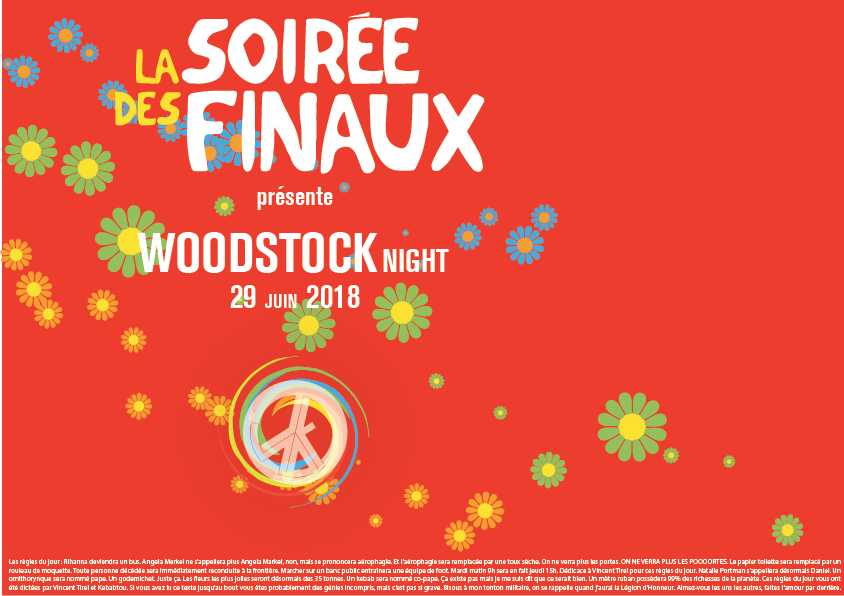 LA SOIRÉE
DES FINAUX
présente
WOODSTOCK NIGHT
29 JUIN 2018
Les règles du jour : Rihanna deviendra un bus. Angela Merkel ne s'appellera plus Angela Markel, non, mais se prononcera aérophagie. Et l'aérophagie sera remplacée par une toux sèche. On ne verra plus les portes. ON NE VERRA PLUS LES POOOORTES. Le papier toilette sera remplacé par un
rouleau de moquette. Toute personne décédée sera immédiatement reconduite à la frontière. Marcher sur un banc public entraînera une équipe de foot. Mardi matin 9h sera en fait jeudi 15h. Dédicace à Vincent Tirel pour ces règles du jour. Natalie Portman s'appellera désormais Daniel. Un
ornithorynque sera nommé pape. Un godemichet. Juste ça. Les fleurs les plus jolies seront désormais des 35 tonnes. Un kebab sera nommé co-pape. Ça existe pas mais je me suis dit que ce serait bien. Un mètre ruban possèdera 99% des richesses de la planète. Ces règles du jour vous ont
été dictées par Vincent Tirel et Kebabtou. Si vous avez lu ce texte jusqu'au bout vous êtes probablement des génies incompris, mais c'est pas si grave. Bisous à mon tonton militaire, on se rappelle quand j'aurai la Légion d'Honneur. Aimez-vous les uns les autres, faites l'amour par derrière.